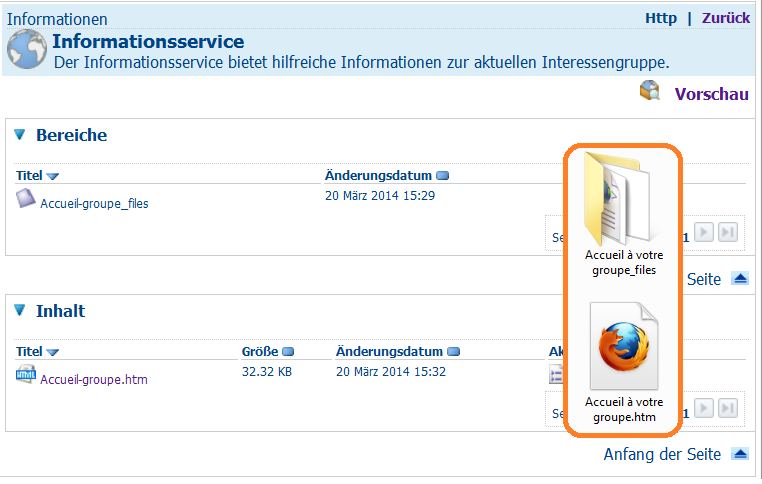 Informationen
Http | Zurück
Informationsservice
Der Informationsservice bietet hilfreiche Informationen zur aktuellen Interessengruppe.
Vorschau
Bereiche
Titel Änderungsdatum
Accueil-groupe_files 20 März 2014 15:29
Se 1
Accueil à votre
groupe_files
Seite
Inhalt
Titel Größe Änderungsdatum Ak
HTML Accueil-groupe.htm 32.32 KB 20 März 2014 15:32
Accueil à votre
groupe.htm
Se 1
Anfang der Seite